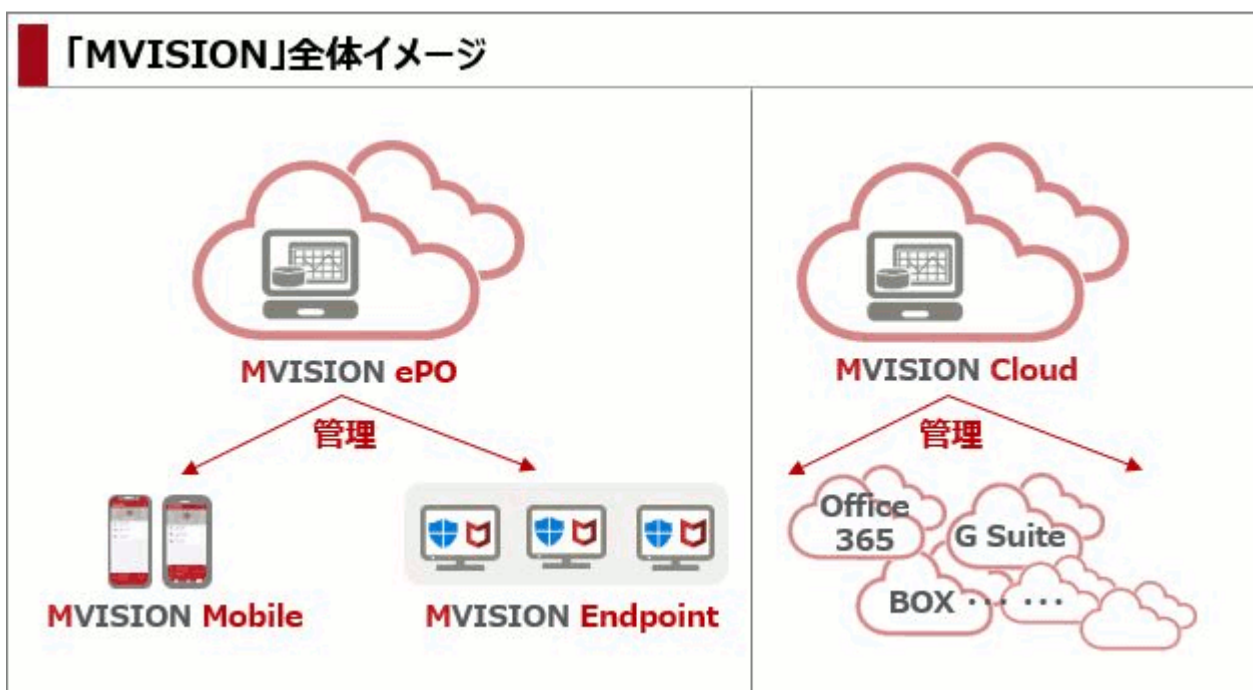 「MVISION」全体イメージ
MVISION ePO
管理
MVISION Mobile
MVISION Endpoint
MVISION Cloud
管理
Office
365
G Suite
BOX ・・ ・・